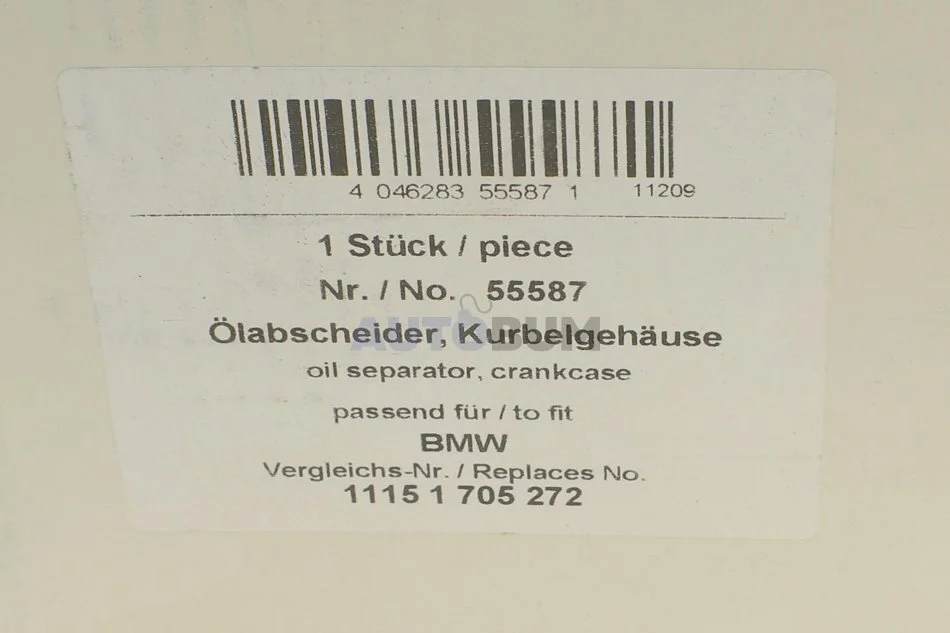 4 046283 55587 1 11209
1 Stück / piece
Nr. / No. 55587
Ölabscheider, Kurbelgehäuse
AUTOBUM
oil separator, crankcase
passend für / to fit
BMW
Vergleichs-Nr. / Replaces No.
1115 1 705 272